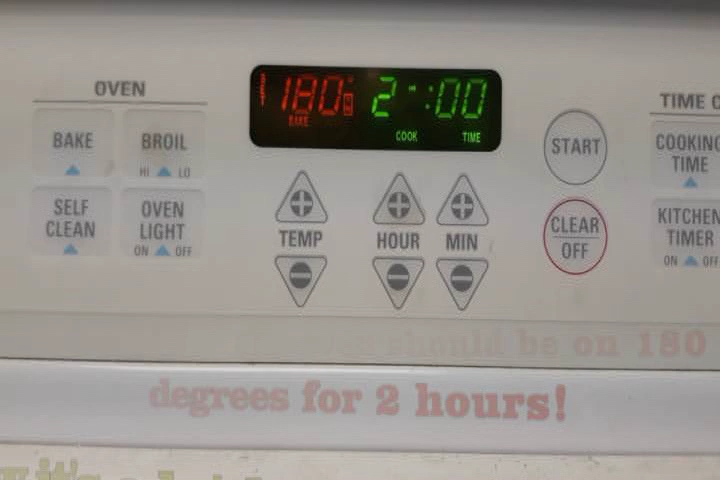 OVEN
BAKE
BROIL
HI LO
SELF CLEAN
OVEN LIGHT
ON OFF
180
BAKE
2 :00
COOK TIME
TEMP
HOUR
MIN
START
CLEAR
OFF
TIME
COOKING
TIME
KITCHEN
TIMER
ON OFF
should be on 180
degrees for 2 hours!
it's